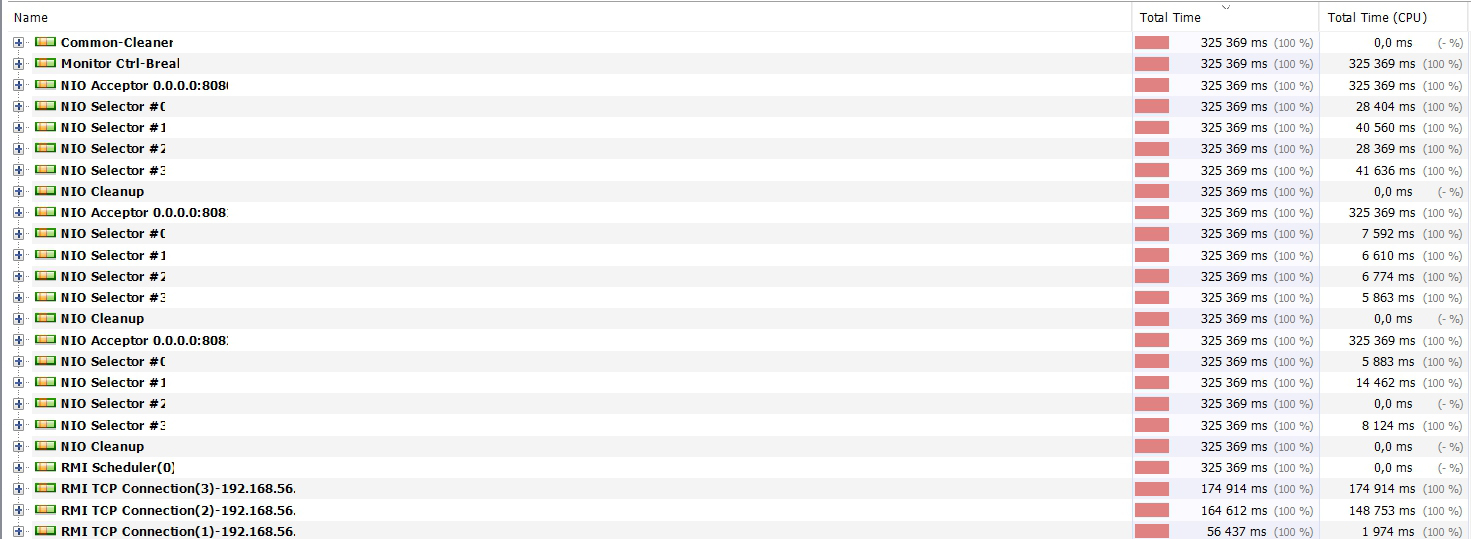 Name Total Time Total Time (CPU)
Common-Cleaner 325 369 ms (100 %) 0,0 ms (- %)
Monitor Ctrl-Break 325 369 ms (100 %) 325 369 ms (100 %)
NIO Acceptor 0.0.0.0:8080 325 369 ms (100 %) 325 369 ms (100 %)
NIO Selector #0 325 369 ms (100 %) 28 404 ms (100 %)
NIO Selector #1 325 369 ms (100 %) 40 560 ms (100 %)
NIO Selector #2 325 369 ms (100 %) 28 369 ms (100 %)
NIO Selector #3 325 369 ms (100 %) 41 636 ms (100 %)
NIO Cleanup 325 369 ms (100 %) 0,0 ms (- %)
NIO Acceptor 0.0.0.0:808 325 369 ms (100 %) 325 369 ms (100 %)
NIO Selector #0 325 369 ms (100 %) 7 592 ms (100 %)
NIO Selector #1 325 369 ms (100 %) 6 610 ms (100 %)
NIO Selector #2 325 369 ms (100 %) 6 774 ms (100 %)
NIO Selector #3 325 369 ms (100 %) 5 863 ms (100 %)
NIO Cleanup 325 369 ms (100 %) 0,0 ms (- %)
NIO Acceptor 0.0.0.0:808 325 369 ms (100 %) 325 369 ms (100 %)
NIO Selector #0 325 369 ms (100 %) 5 883 ms (100 %)
NIO Selector #1 325 369 ms (100 %) 14 462 ms (100 %)
NIO Selector #2 325 369 ms (100 %) 0,0 ms (- %)
NIO Selector #3 325 369 ms (100 %) 8 124 ms (100 %)
NIO Cleanup 325 369 ms (100 %) 0,0 ms (- %)
RMI Scheduler(0) 325 369 ms (100 %) 0,0 ms (- %)
RMI TCP Connection(3)-192.168.56. 174 914 ms (100 %) 174 914 ms (100 %)
RMI TCP Connection(2)-192.168.56. 164 612 ms (100 %) 148 753 ms (100 %)
RMI TCP Connection(1)-192.168.56. 56 437 ms (100 %) 1 974 ms (100 %)